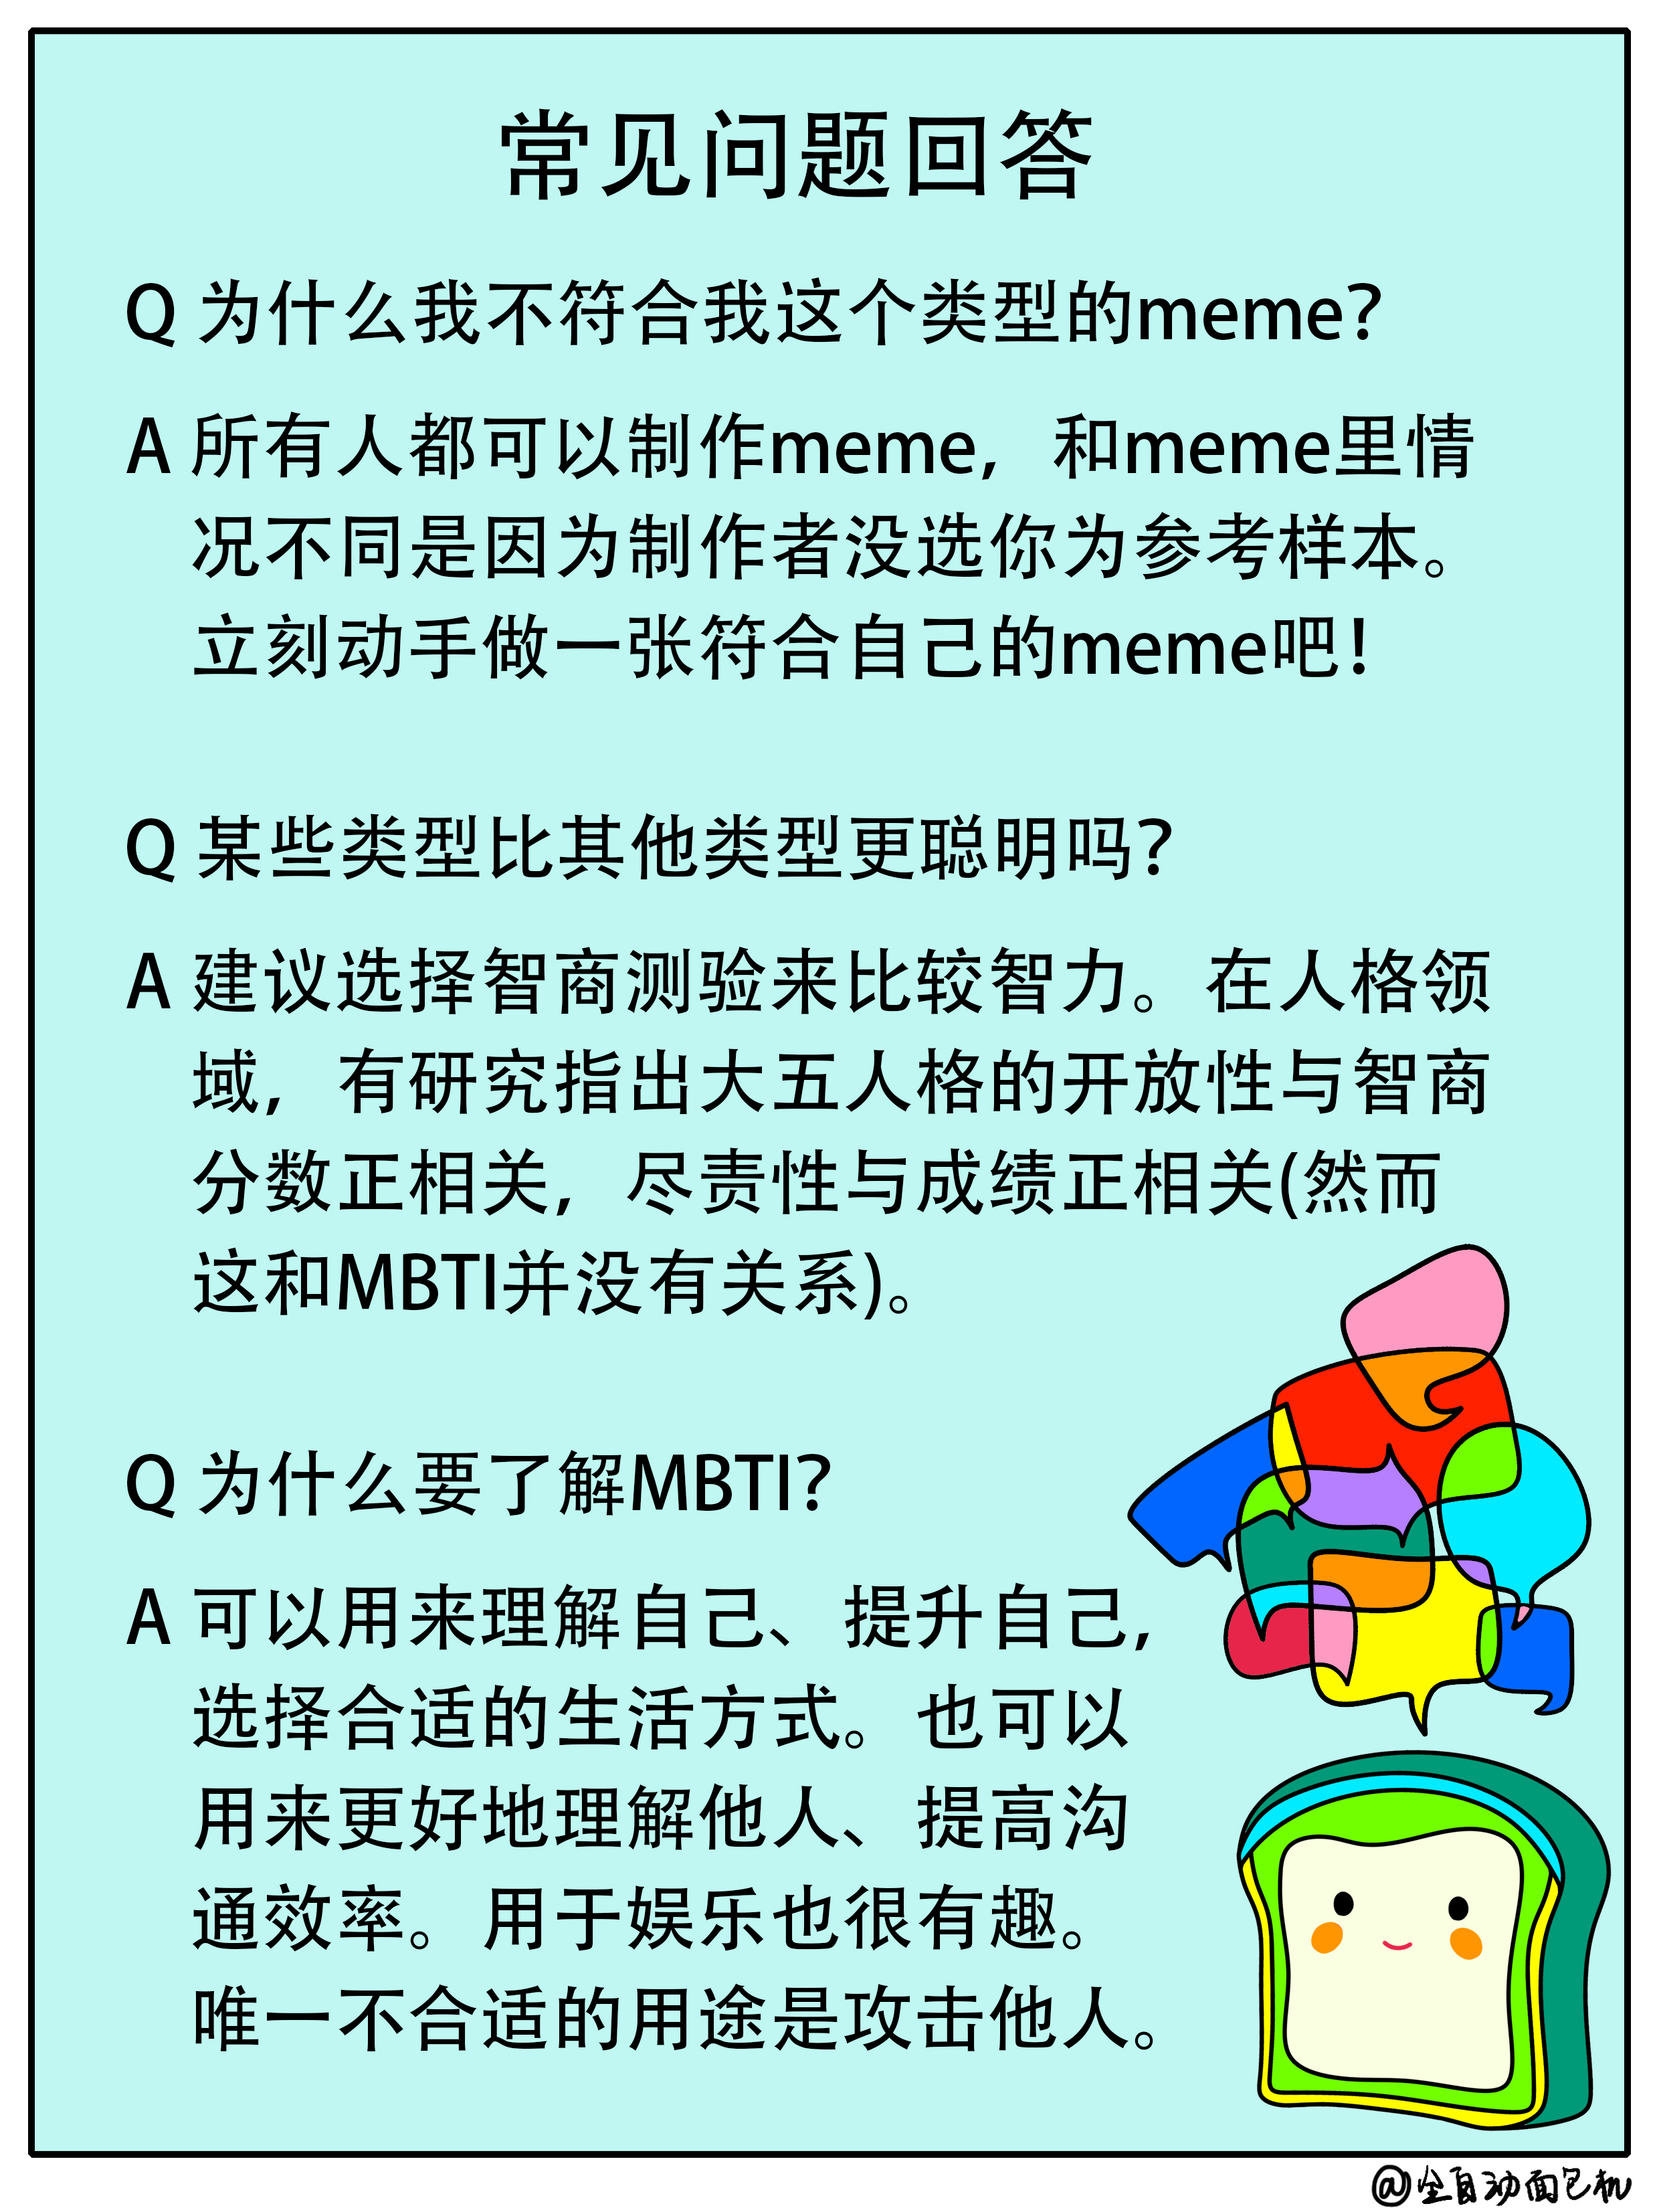 常见问题回答
Q 为什么我不符合我这个类型的meme?
A 所有人都可以制作meme，和meme里情
况不同是因为制作者没选你为参考样本。
立刻动手做一张符合自己的meme吧！
Q 某些类型比其他类型更聪明吗?
A 建议选择智商测验来比较智力。在人格领
域，有研究指出大五人格的开放性与智商
分数正相关，尽责性与成绩正相关(然而
这和MBTI并没有关系)。
Q 为什么要了解MBTI?
A 可以用来理解自己、提升自己，
选择合适的生活方式。也可以
用来更好地理解他人、提高沟
通效率。用于娱乐也很有趣。
唯一不合适的用途是攻击他人。
@全自动面包机